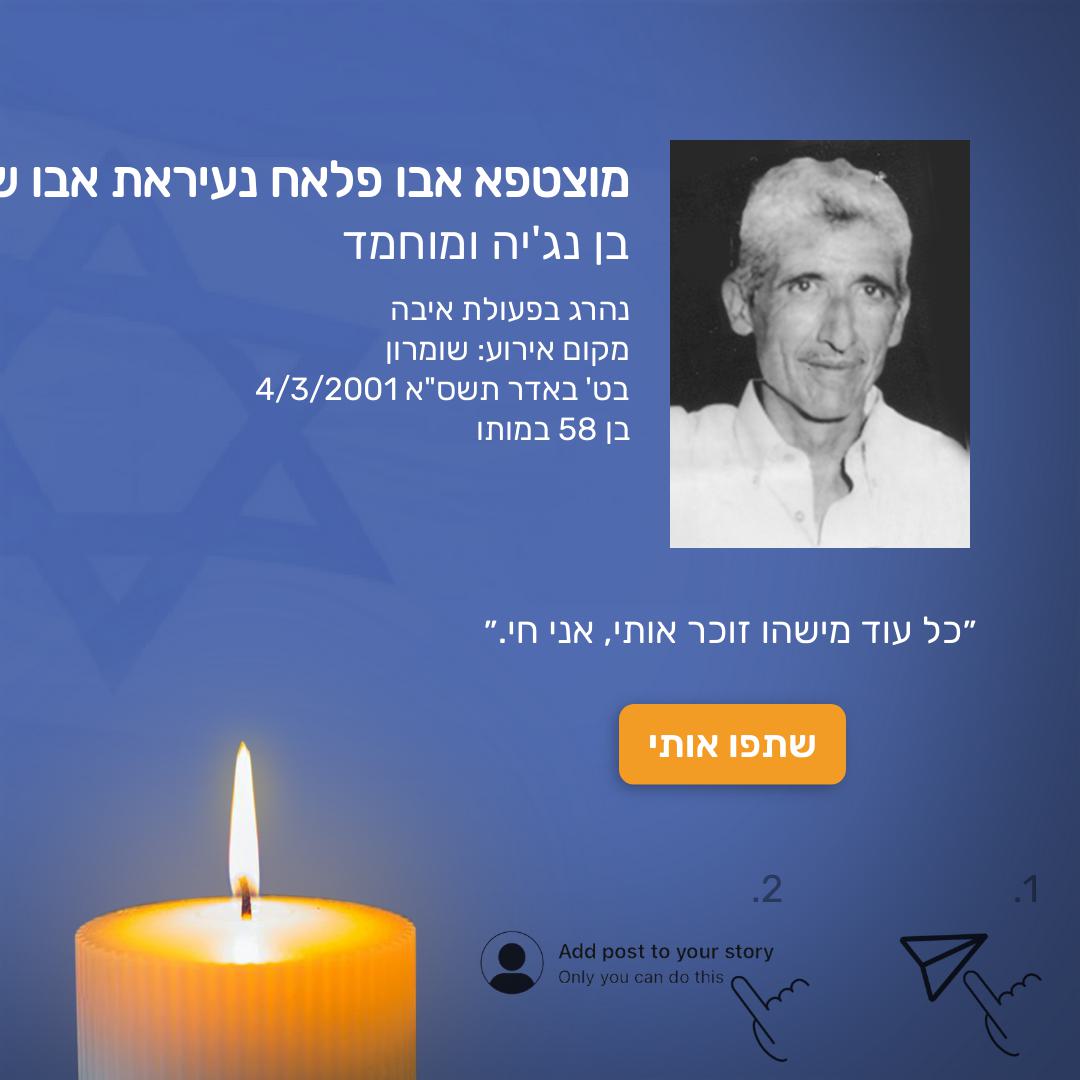 מוצטפא אבו פלאח נעיראת אבו
בן נג'יה ומוחמד
נהרג בפעולת איבה
מקום אירוע: שומרון
בט' באדר תשס"א 4/3/2001
בן 58 במותו
״כל עוד מישהו זוכר אותי, אני חי.״
שתפו אותי
.1
.2
Add post to your story
Only you can do this